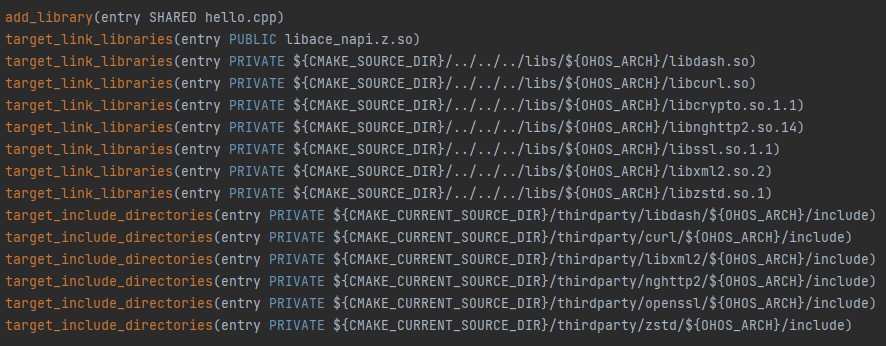 add_library(entry SHARED hello.cpp)
target_link_libraries(entry PUBLIC libace_napi.z.so)
target_link_libraries(entry PRIVATE ${CMAKE_SOURCE_DIR}/../../../libs/${OHOS_ARCH}/libdash.so)
target_link_libraries(entry PRIVATE ${CMAKE_SOURCE_DIR}/../../../libs/${OHOS_ARCH}/libcurl.so)
target_link_libraries(entry PRIVATE ${CMAKE_SOURCE_DIR}/../../../libs/${OHOS_ARCH}/libcrypto.so.1.1)
target_link_libraries(entry PRIVATE ${CMAKE_SOURCE_DIR}/../../../libs/${OHOS_ARCH}/libnghttp2.so.14)
target_link_libraries(entry PRIVATE ${CMAKE_SOURCE_DIR}/../../../libs/${OHOS_ARCH}/libssl.so.1.1)
target_link_libraries(entry PRIVATE ${CMAKE_SOURCE_DIR}/../../../libs/${OHOS_ARCH}/libxml2.so.2)
target_link_libraries(entry PRIVATE ${CMAKE_SOURCE_DIR}/../../../libs/${OHOS_ARCH}/libzstd.so.1)
target_include_directories(entry PRIVATE ${CMAKE_CURRENT_SOURCE_DIR}/thirdparty/libdash/${OHOS_ARCH}/include)
target_include_directories(entry PRIVATE ${CMAKE_CURRENT_SOURCE_DIR}/thirdparty/curl/${OHOS_ARCH}/include)
target_include_directories(entry PRIVATE ${CMAKE_CURRENT_SOURCE_DIR}/thirdparty/libxml2/${OHOS_ARCH}/include)
target_include_directories(entry PRIVATE ${CMAKE_CURRENT_SOURCE_DIR}/thirdparty/nghttp2/${OHOS_ARCH}/include)
target_include_directories(entry PRIVATE ${CMAKE_CURRENT_SOURCE_DIR}/thirdparty/openssl/${OHOS_ARCH}/include)
target_include_directories(entry PRIVATE ${CMAKE_CURRENT_SOURCE_DIR}/thirdparty/zstd/${OHOS_ARCH}/include)